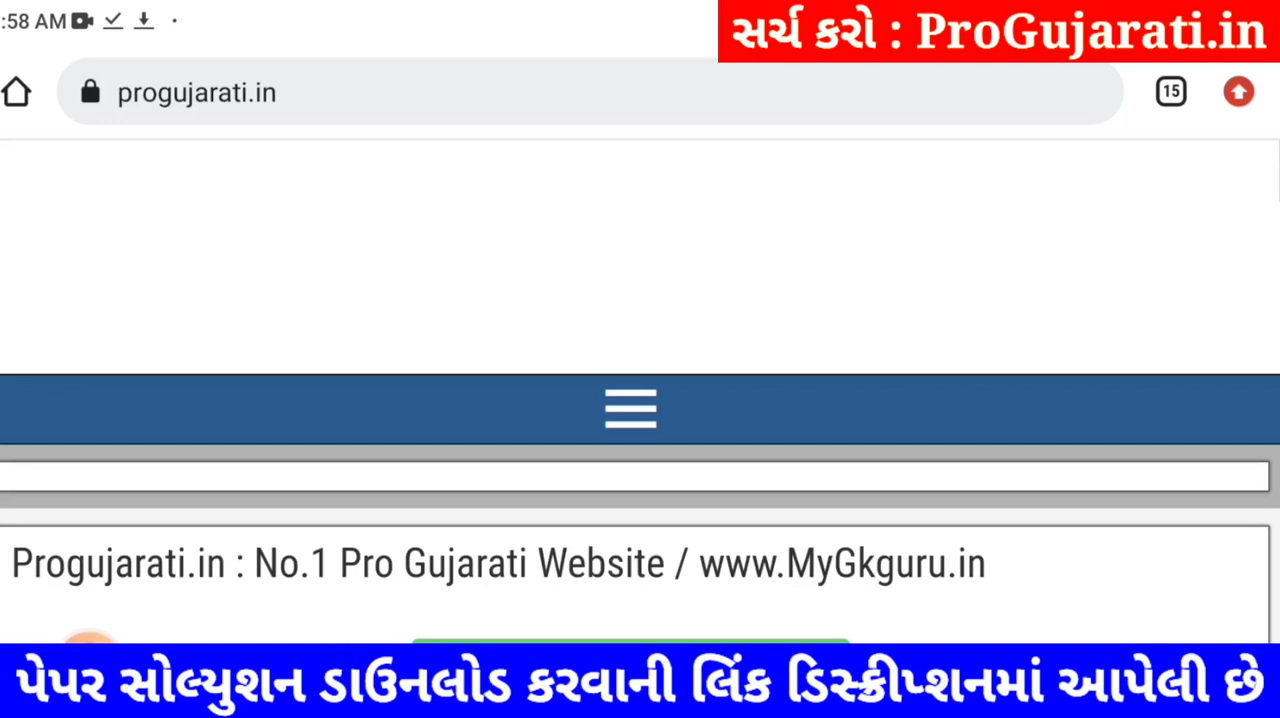 :58 AM
સર્ચ કરો : ProGujarati.in
progujarati.in
15
Progujarati.in : No.1 Pro Gujarati Website / www.MyGkguru.in
પેપર સોલ્યુશન ડાઉનલોડ કરવાની લિંક ડિસ્ક્રીપ્શનમાં આપેલી છે